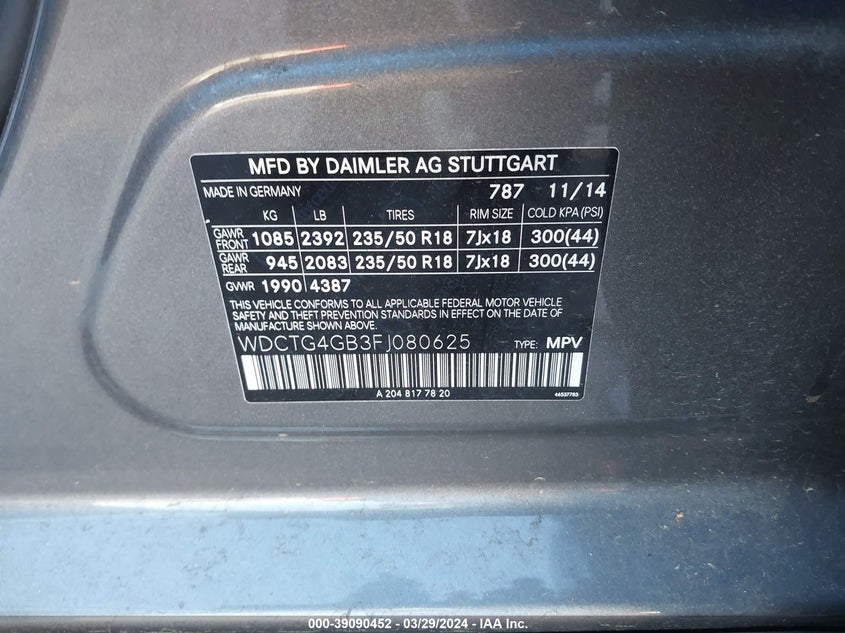 MFD BY DAIMLER AG STUTTGART
MADE IN GERMANY 787 11/14
KG LB TIRES RIM SIZE COLD KPA (PSI)
GAWR FRONT 1085 2392 235/50 R18 7Jx18 300(44)
GAWR REAR 945 2083 235/50 R18 7Jx18 300(44)
GVWR 1990 4387
THIS VEHICLE CONFORMS TO ALL APPLICABLE FEDERAL MOTOR VEHICLE
SAFETY AND THEFT PREVENTION STANDARDS IN EFFECT ON THE DATE
OF MANUFACTURE SHOWN ABOVE.
WDCTG4GB3FJ080625 TYPE: MPV
A 204 817 78 20 46537763
000-39090452 - 03/29/2024 - IAA Inc.